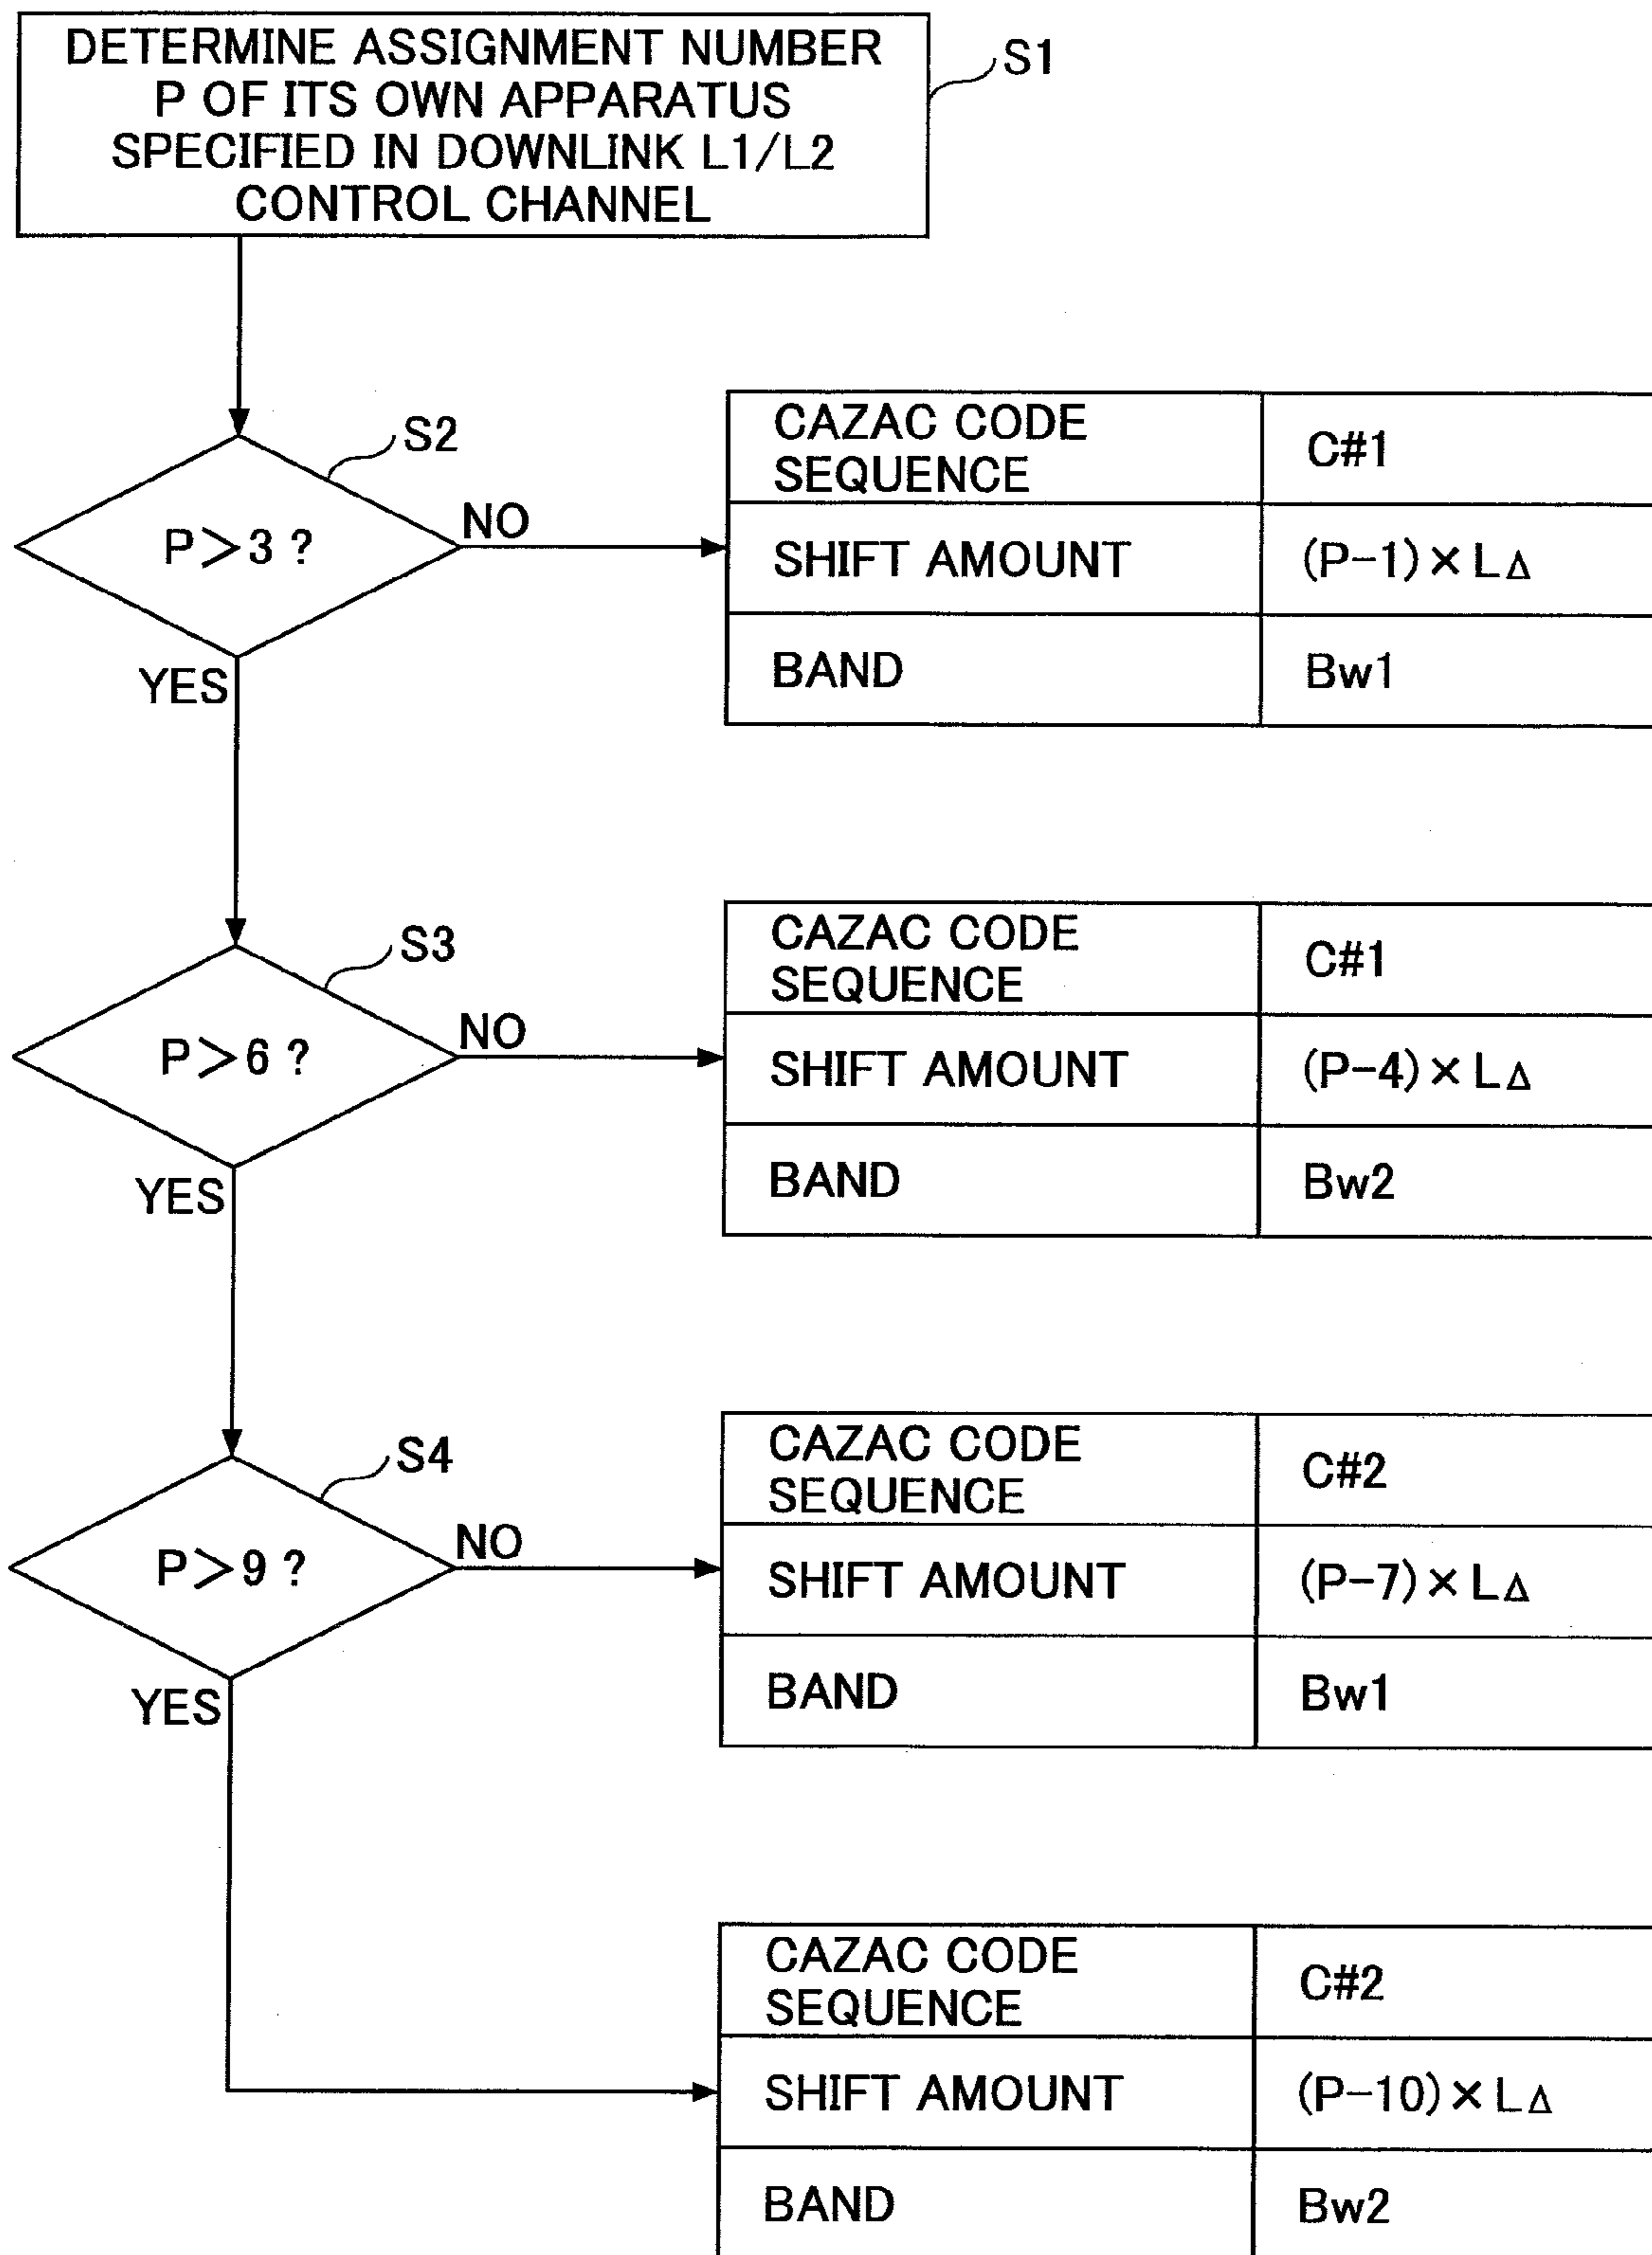 DETERMINE ASSIGNMENT NUMBER
P OF ITS OWN APPARATUS
SPECIFIED IN DOWNLINK L1/L2
CONTROL CHANNEL
S1
S2
P>3 ?
NO
YES
CAZAC CODE
SEQUENCE
C#1
SHIFT AMOUNT
(P-1)×LΔ
BAND
Bw1
S3
P>6 ?
NO
YES
CAZAC CODE
SEQUENCE
C#1
SHIFT AMOUNT
(P-4)×LΔ
BAND
Bw2
S4
P>9 ?
NO
YES
CAZAC CODE
SEQUENCE
C#2
SHIFT AMOUNT
(P-7)×LΔ
BAND
Bw1
CAZAC CODE
SEQUENCE
C#2
SHIFT AMOUNT
(P-10)×LΔ
BAND
Bw2